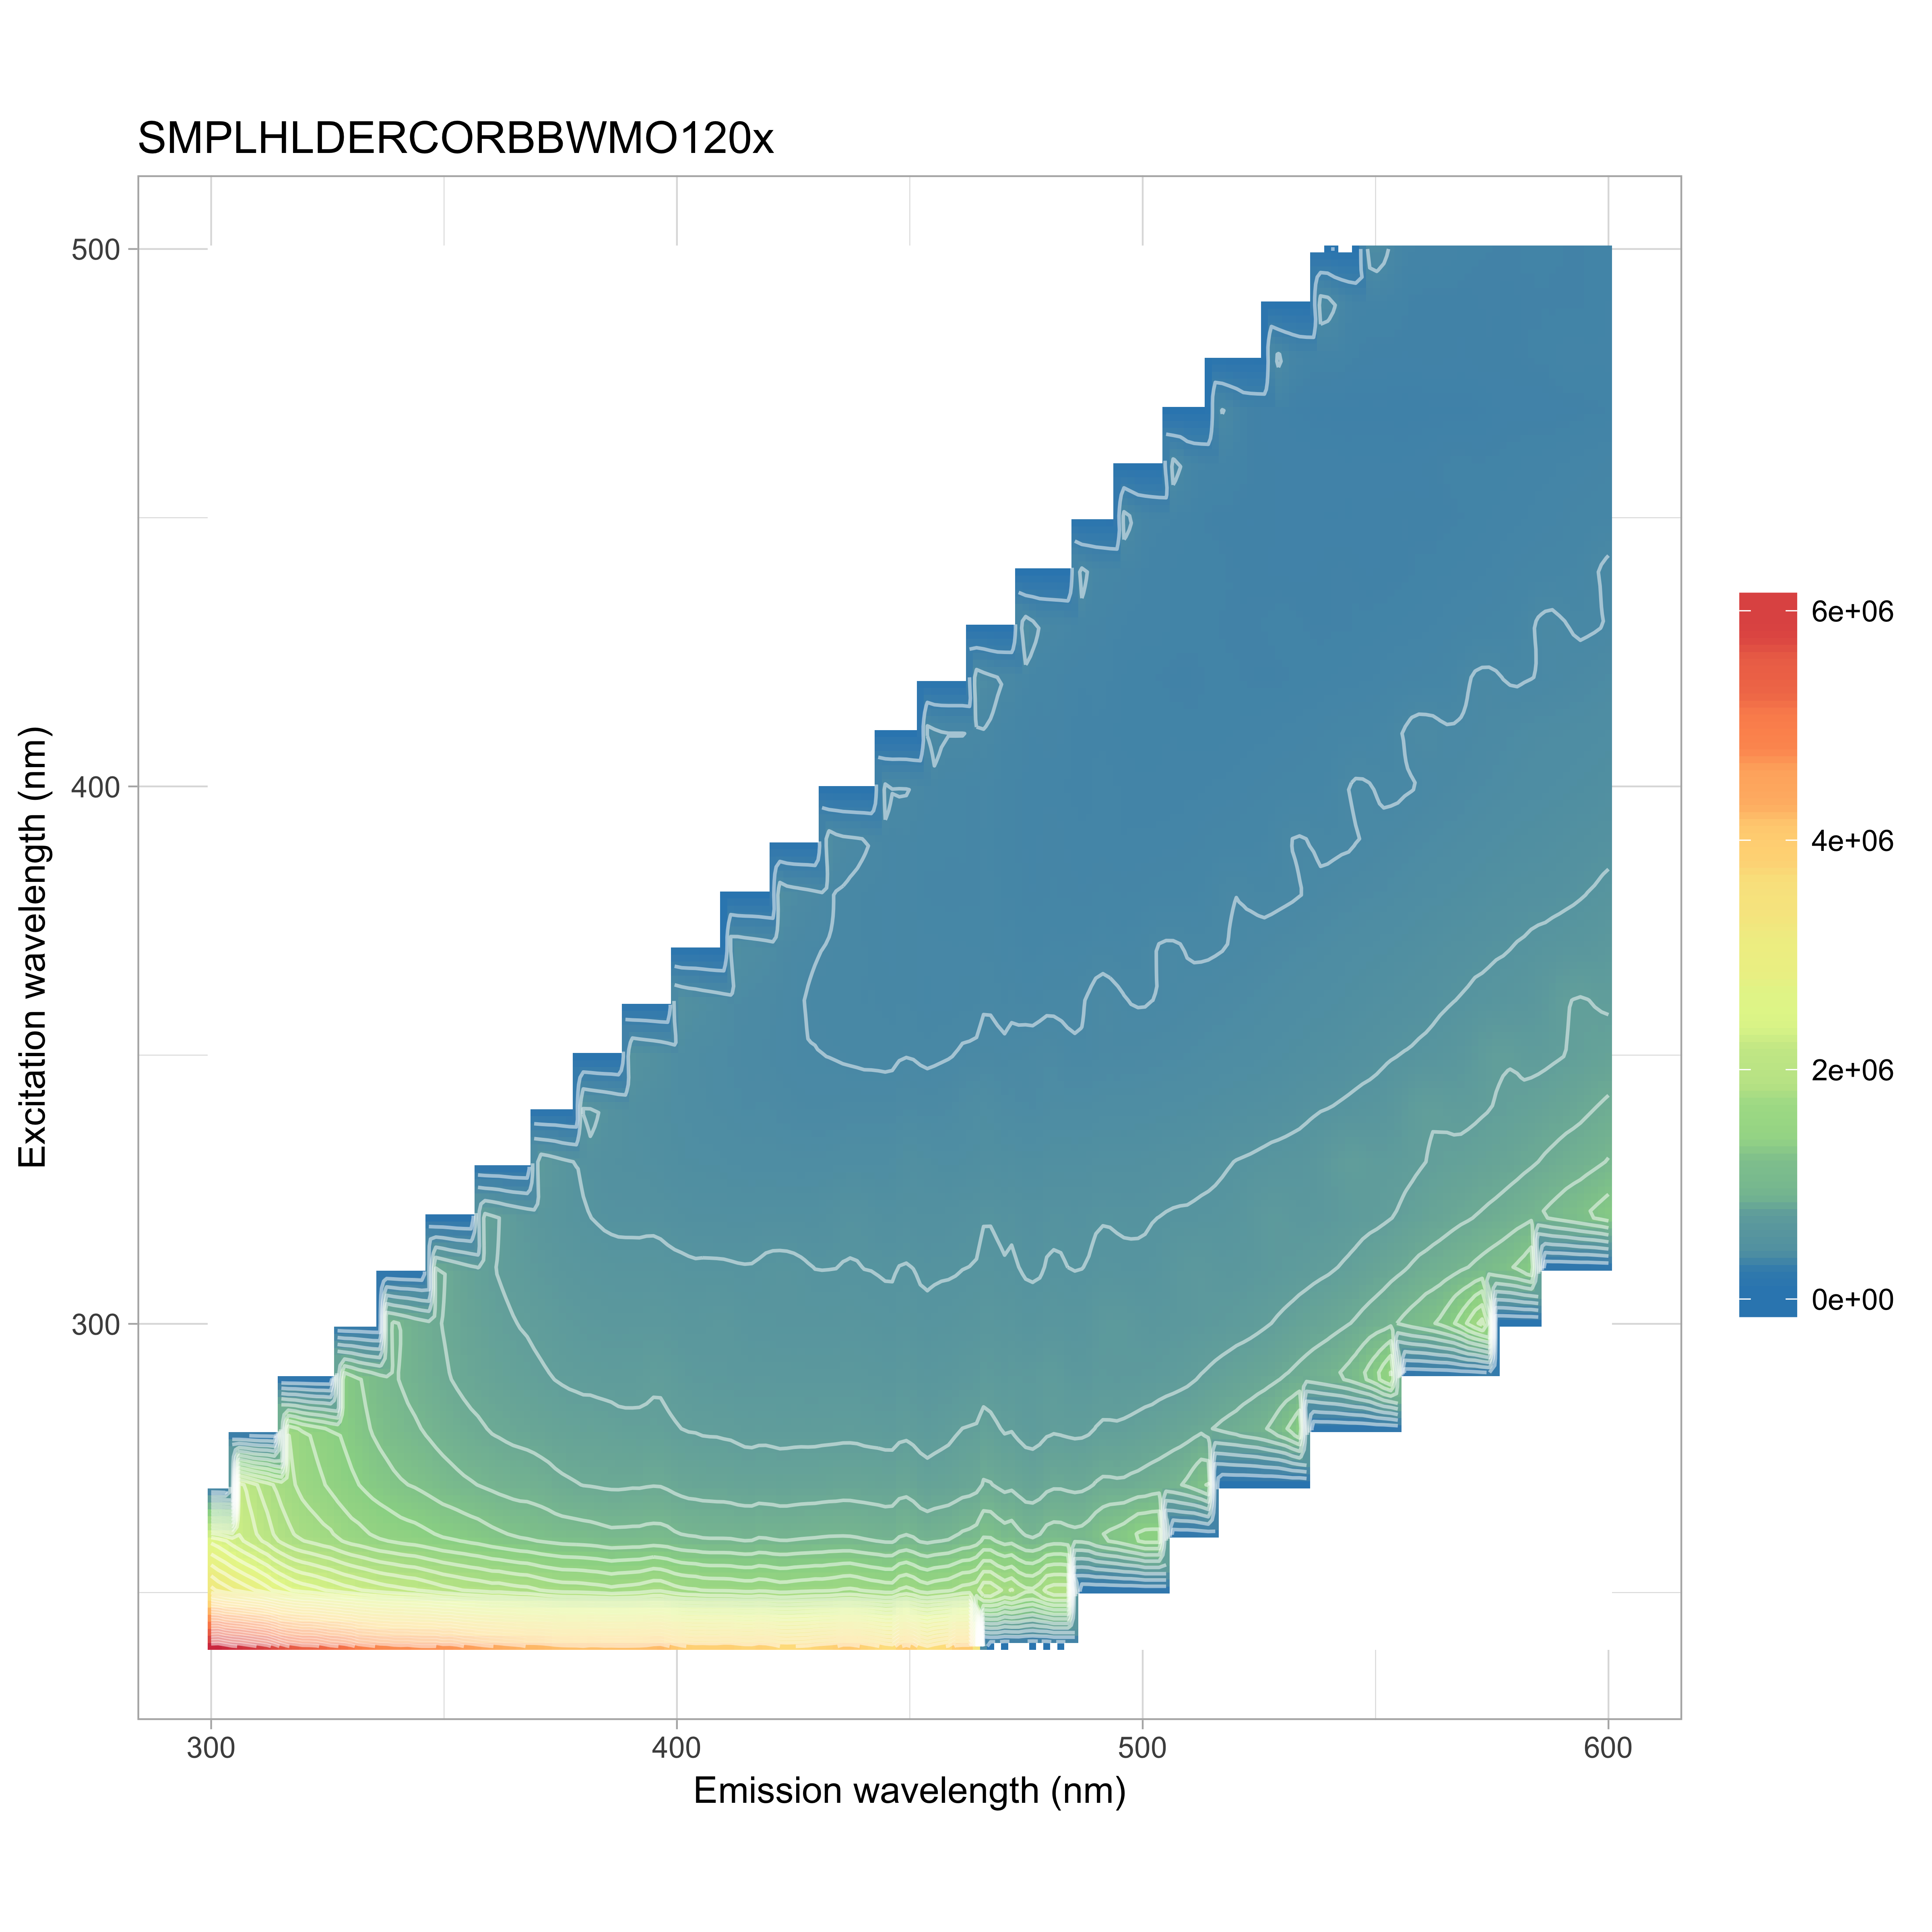 SMPLHLDERCORBBWMO120x
500
400
300
Excitation wavelength (nm)
300
400
500
600
Emission wavelength (nm)
6e+06
4e+06
2e+06
0e+00